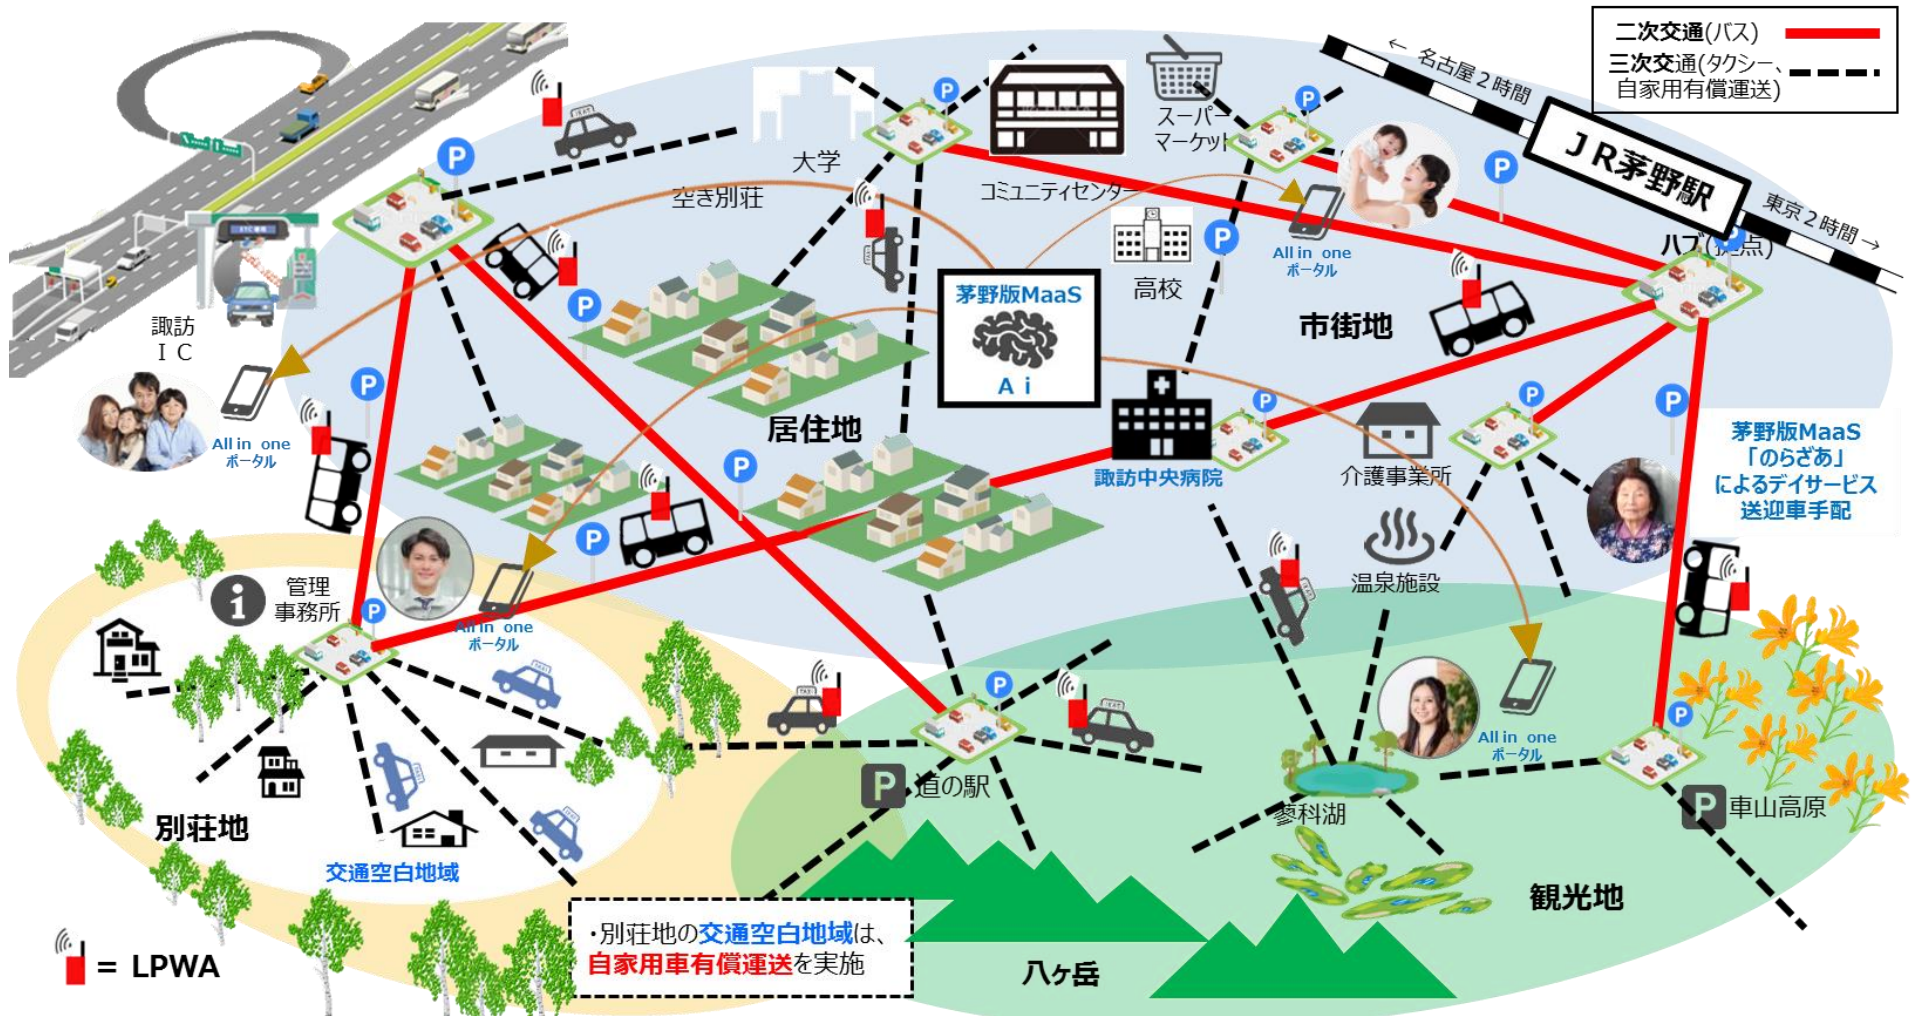 二次交通(バス)
三次交通(タクシー、
自家用有償運送)
← 名古屋2時間
JR茅野駅
東京2時間 →
ハブ(拠点)
スーパー
マーケット
大学
コミュニティセンター
空き別荘
高校
All in one
ポータル
茅野版MaaS
Ai
市街地
諏訪
IC
All in one
ポータル
居住地
諏訪中央病院
介護事業所
茅野版MaaS
「のらざあ」
によるデイサービス
送迎車手配
温泉施設
管理
事務所
All in one
ポータル
All in one
ポータル
P 道の駅
蓼科湖
P 車山高原
別荘地
交通空白地域
観光地
・別荘地の交通空白地域は、
自家用車有償運送を実施
八ヶ岳
= LPWA